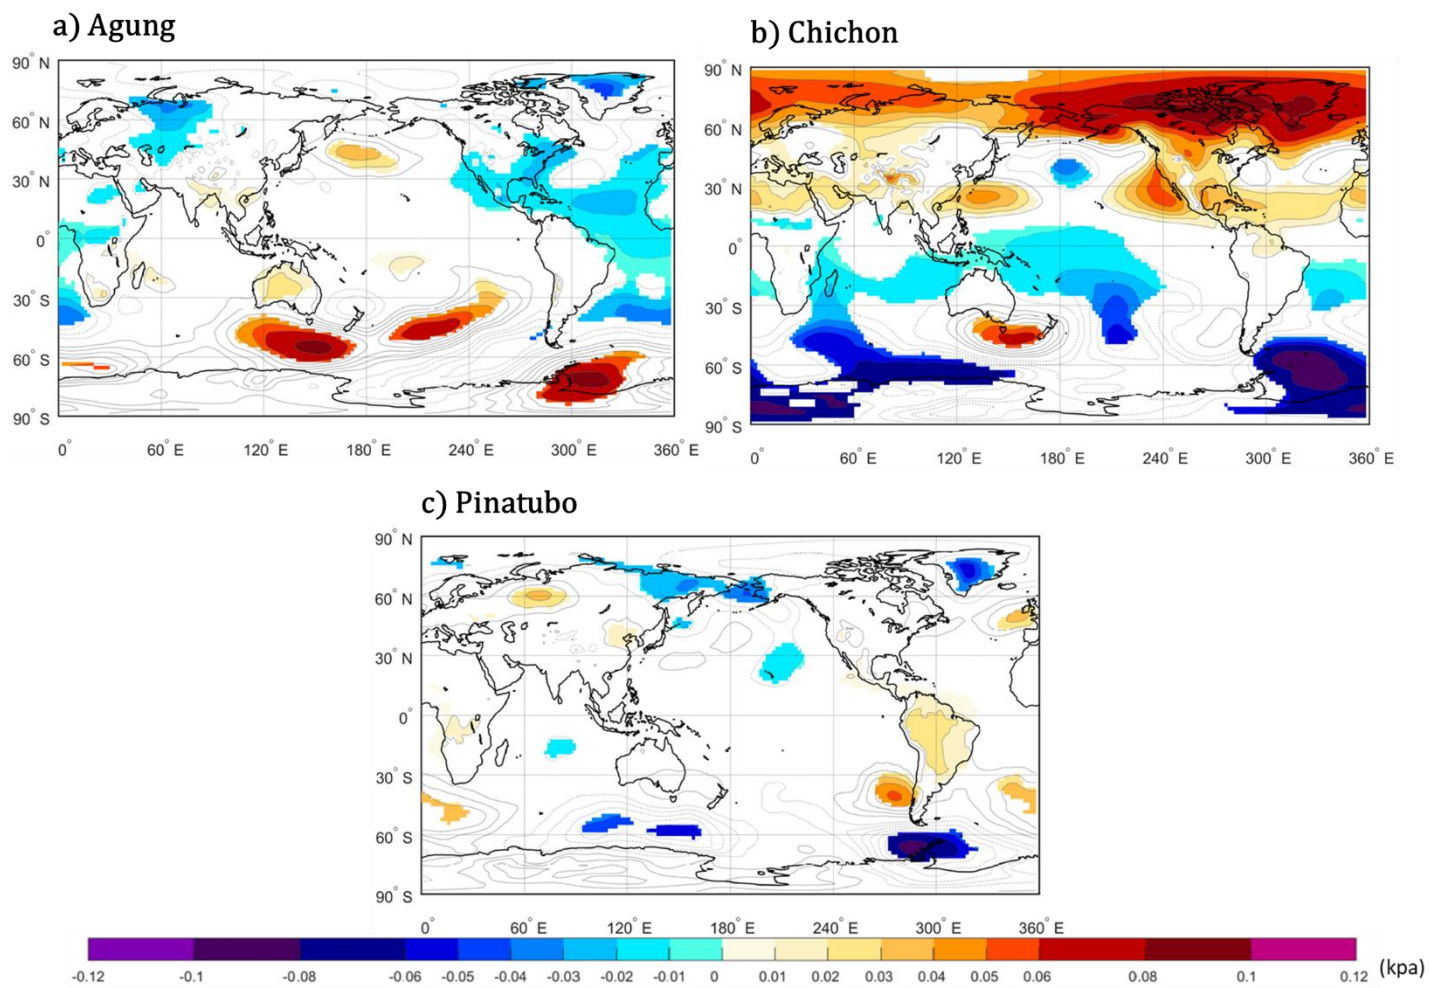 a) Agung
90° N
60° N
30° N
0°
30° S
60° S
90° S
0° 60° E 120° E 180° E 240° E 300° E 360° E
b) Chichon
90° N
60° N
30° N
0°
30° S
60° S
90° S
0° 60° E 120° E 180° E 240° E 300° E 360° E
c) Pinatubo
90° N
60° N
30° N
0°
30° S
60° S
90° S
0° 60° E 120° E 180° E 240° E 300° E 360° E
-0.12 -0.1 -0.08 -0.06 -0.05 -0.04 -0.03 -0.02 -0.01 0 0.01 0.02 0.03 0.04 0.05 0.06 0.08 0.1 0.12 (kpa)